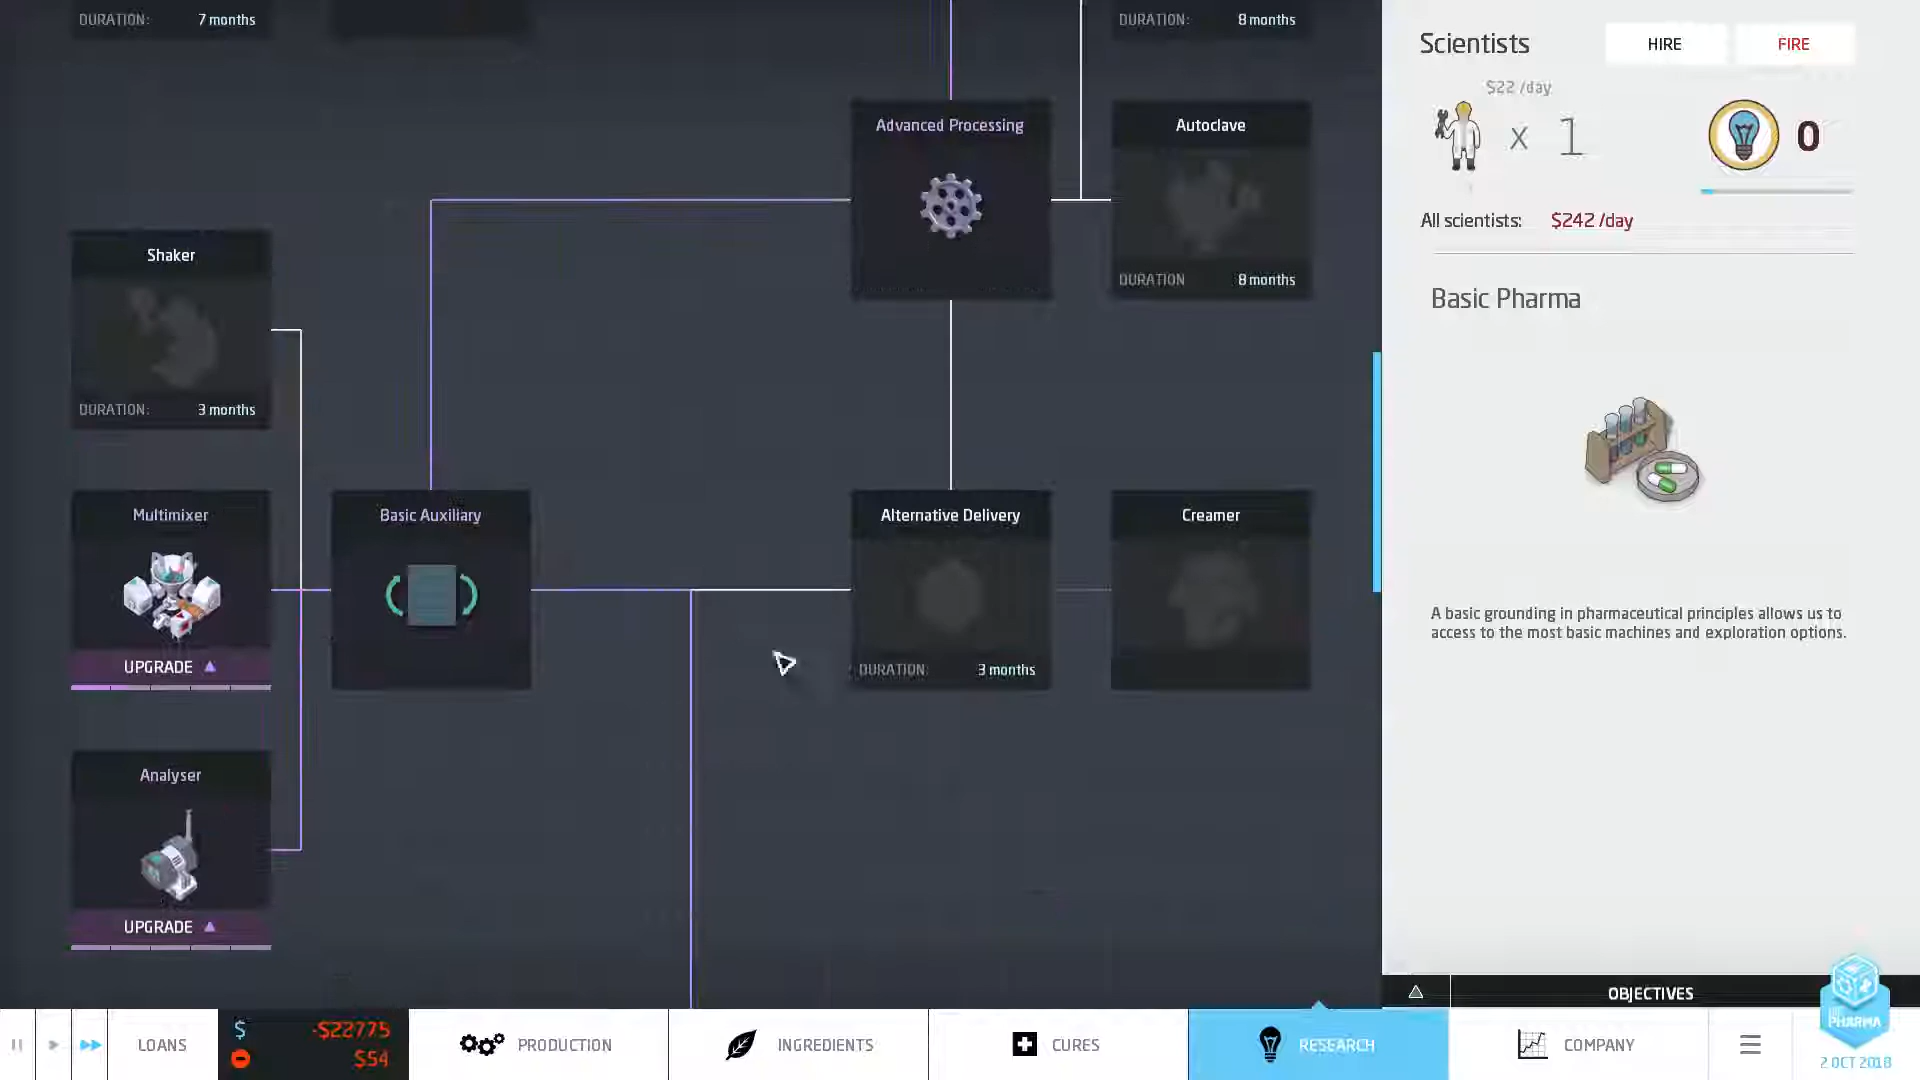 DURATION: 7 months
DURATION: 8 months
Scientists
HIRE
FIRE
$22 /day
x 1
0
All scientists: $242 /day
Advanced Processing
Autoclave
DURATION 8 months
Shaker
DURATION: 3 months
Basic Pharma
A basic grounding in pharmaceutical principles allows us to
access to the most basic machines and exploration options.
Multimixer
UPGRADE
Basic Auxiliary
Alternative Delivery
DURATION: 3 months
Creamer
Analyser
UPGRADE
OBJECTIVES
LOANS
$ -$22775
$54
PRODUCTION
INGREDIENTS
CURES
RESEARCH
COMPANY
PHARMA
2 OCT 2018